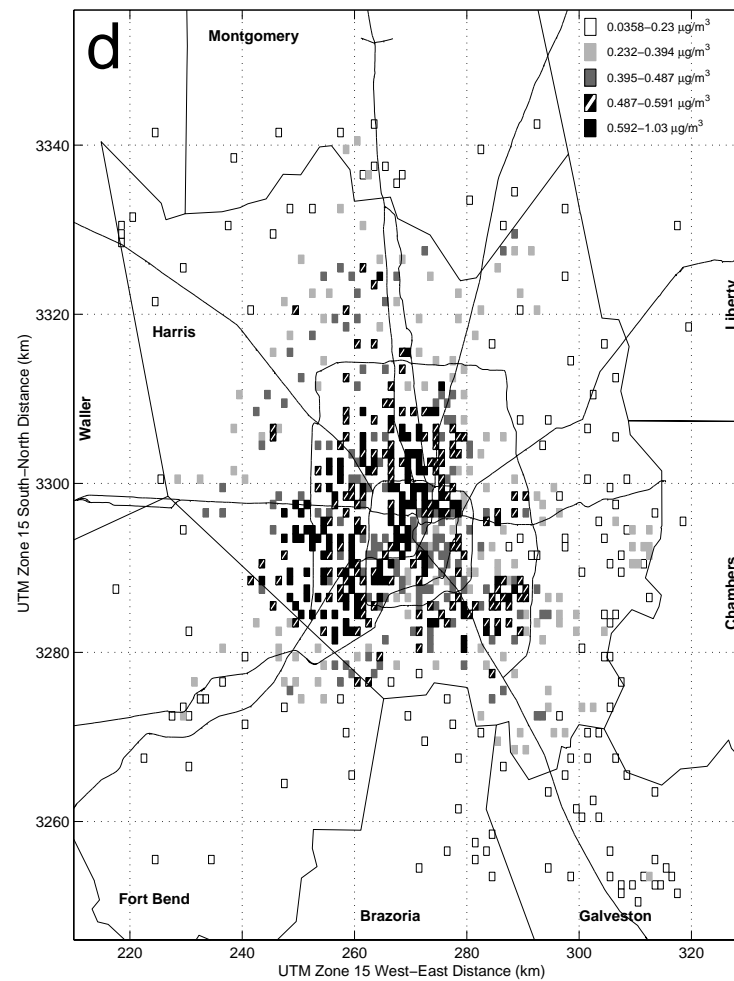 d
Montgomery
0.0358–0.23 μg/m³
0.232–0.394 μg/m³
0.395–0.487 μg/m³
0.487–0.591 μg/m³
0.592–1.03 μg/m³
3340
3320
3300
3280
3260
UTM Zone 15 South–North Distance (km)
Harris
Waller
Liberty
Chambers
Fort Bend
Brazoria
Galveston
220
240
260
280
300
320
UTM Zone 15 West–East Distance (km)